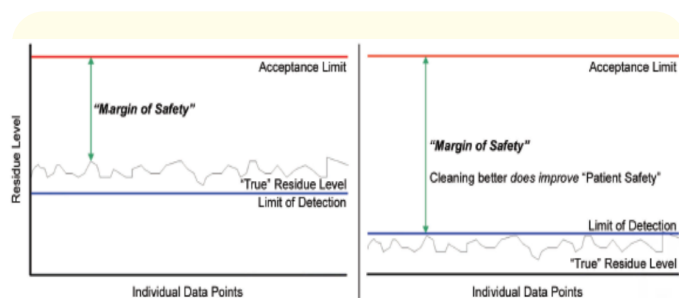 Acceptance Limit
"Margin of Safety"
"True" Residue Level
Limit of Detection
Residue Level
Individual Data Points
Acceptance Limit
"Margin of Safety"
Cleaning better does improve "Patient Safety"
Limit of Detection
"True" Residue Level
Individual Data Points